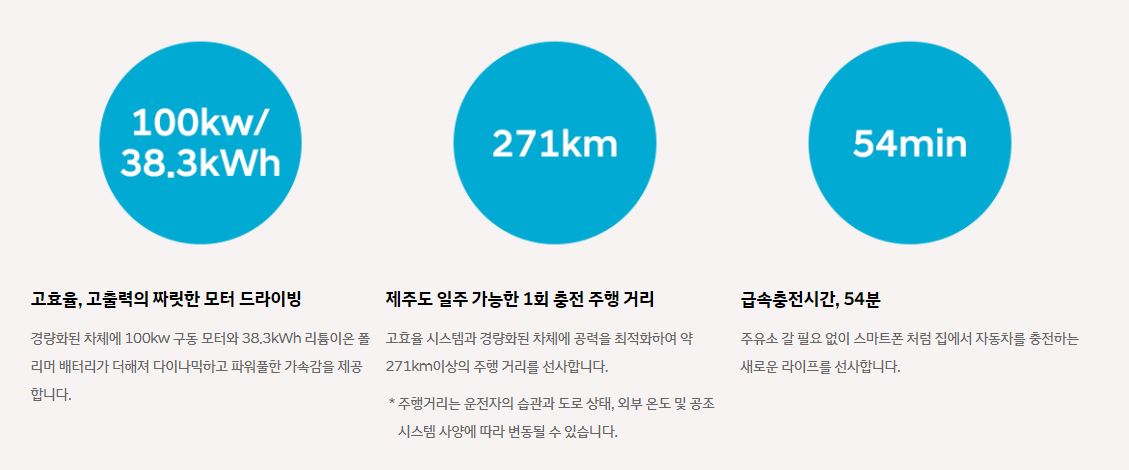 100kw/
38.3kWh
271km
54min
고효율, 고출력의 짜릿한 모터 드라이빙
경량화된 차체에 100kw 구동 모터와 38.3kWh 리튬이온 폴
리머 배터리가 더해져 다이나믹하고 파워풀한 가속감을 제공
합니다.
제주도 일주 가능한 1회 충전 주행 거리
고효율 시스템과 경량화된 차체에 공력을 최적화하여 약
271km이상의 주행 거리를 선사합니다.
* 주행거리는 운전자의 습관과 도로 상태, 외부 온도 및 공조
시스템 사양에 따라 변동될 수 있습니다.
급속충전시간, 54분
주유소 갈 필요 없이 스마트폰 처럼 집에서 자동차를 충전하는
새로운 라이프를 선사합니다.